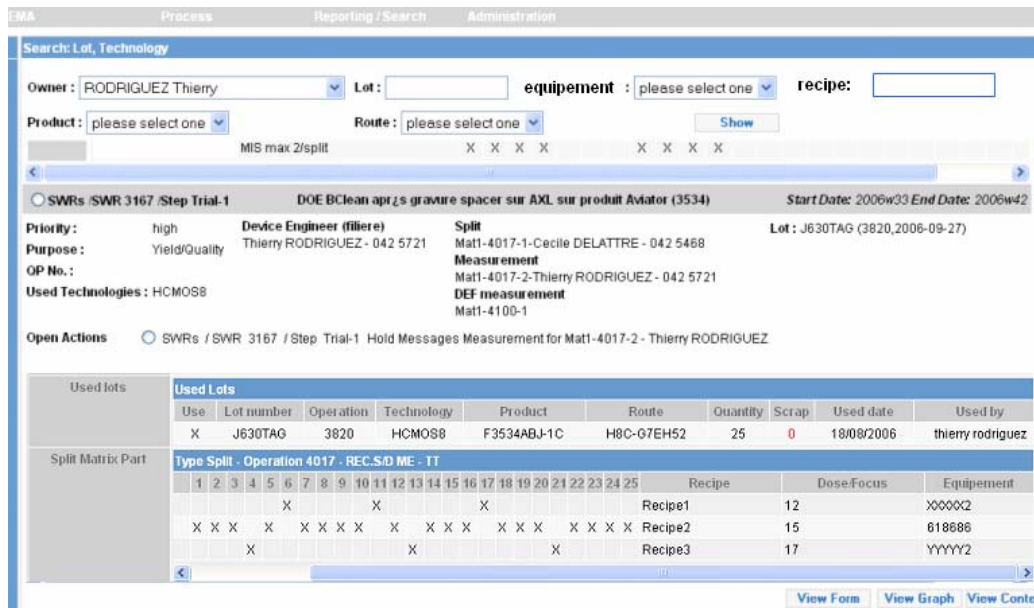 EMA Process Reporting / Search Administration
Search: Lot, Technology
Owner : RODRIGUEZ Thierry Lot : equipement : please select one recipe:
Product : please select one Route : please select one Show
MIS max 2/split X X X X X X X X
SWRs /SWR 3167 /Step Trial-1 DOE BClean apr¿s gravure spacer sur AXL sur produit Aviator (3534) Start Date: 2006w33 End Date: 2006w42
Priority : high Device Engineer (filiere) Split Lot : J630TAG (3820,2006-09-27)
Thierry RODRIGUEZ - 042 5721 Mat1-4017-1-Cecile DELATTRE - 042 5468
Purpose : Yield/Quality Measurement
OP No. : Mat1-4017-2-Thierry RODRIGUEZ - 042 5721
Used Technologies : HCMOS8 DEF measurement
Mat1-4100-1
Open Actions SWRs / SWR 3167 / Step Trial-1 Hold Messages Measurement for Mat1-4017-2 - Thierry RODRIGUEZ
Used lots Used Lots
Use Lot number Operation Technology Product Route Quantity Scrap Used date Used by
X J630TAG 3820 HCMOS8 F3534ABJ-1C H8C-G7EH52 25 0 18/08/2006 thierry rodriguez
Split Matrix Part Type Split - Operation 4017 - REC.S/D ME - TT
1 2 3 4 5 6 7 8 9 10 11 12 13 14 15 16 17 18 19 20 21 22 23 24 25 Recipe Dose/Focus Equipement
X X X Recipe1 12 XXXXX2
X X X X X X X X X X X X X X X X X X X Recipe2 15 618686
X X X Recipe3 17 YYYYY2
View Form View Graph View Conte